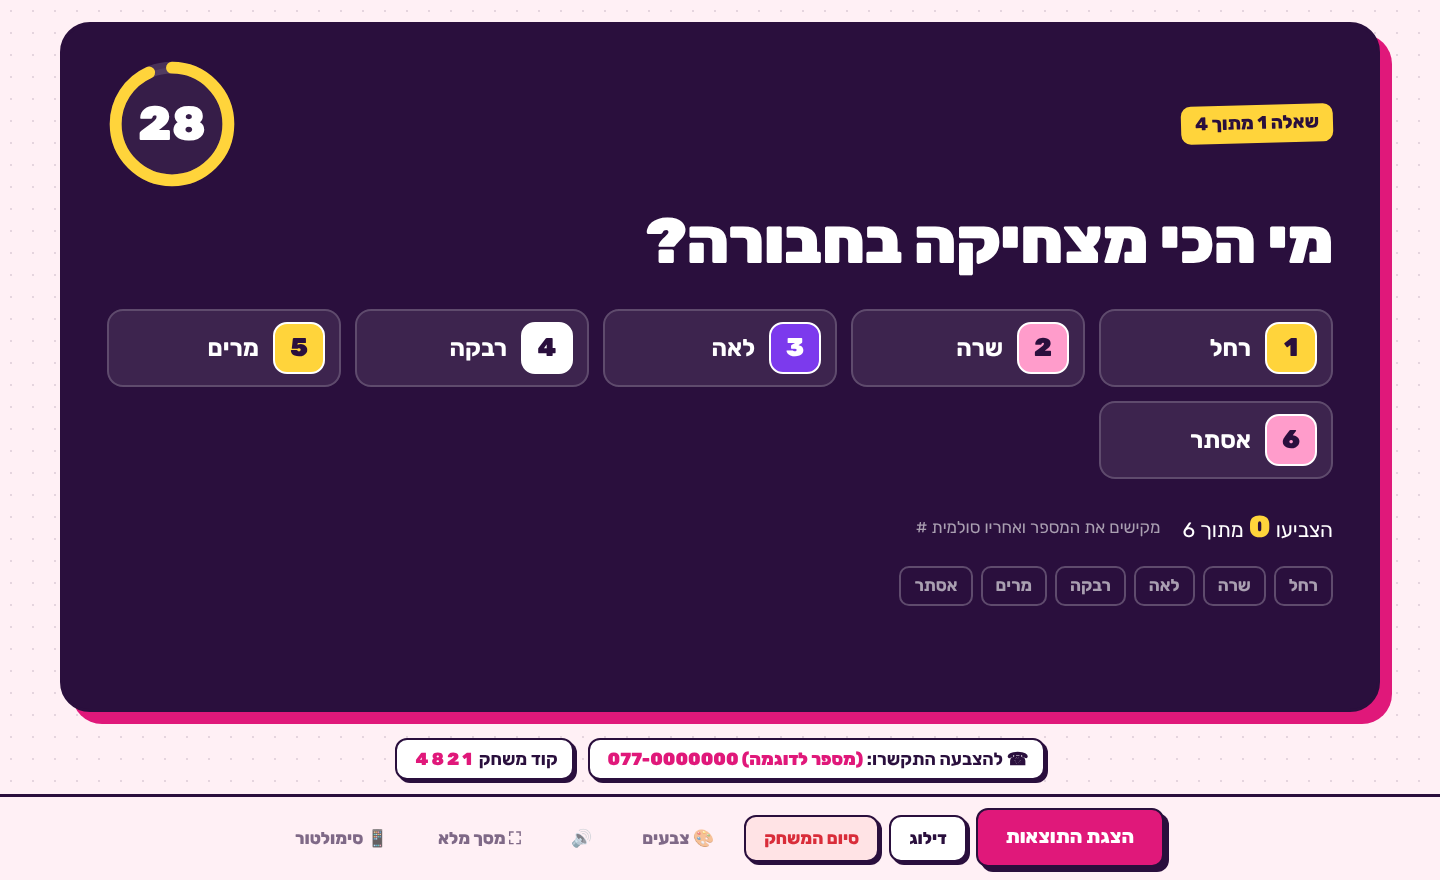 שאלה 1 מתוך 4
28
מי הכי מצחיקה בחבורה?
1 רחל
2 שרה
3 לאה
4 רבקה
5 מרים
6 אסתר
הצביעו 0 מתוך 6 מקישים את המספר ואחריו סולמית #
רחל שרה לאה רבקה מרים אסתר
☎ להצבעה התקשרו: (מספר לדוגמה) 077-0000000
קוד משחק 4821
הצגת התוצאות
דילוג
סיום המשחק
🎨 צבעים
🔊
⛶ מסך מלא
📱 סימולטור